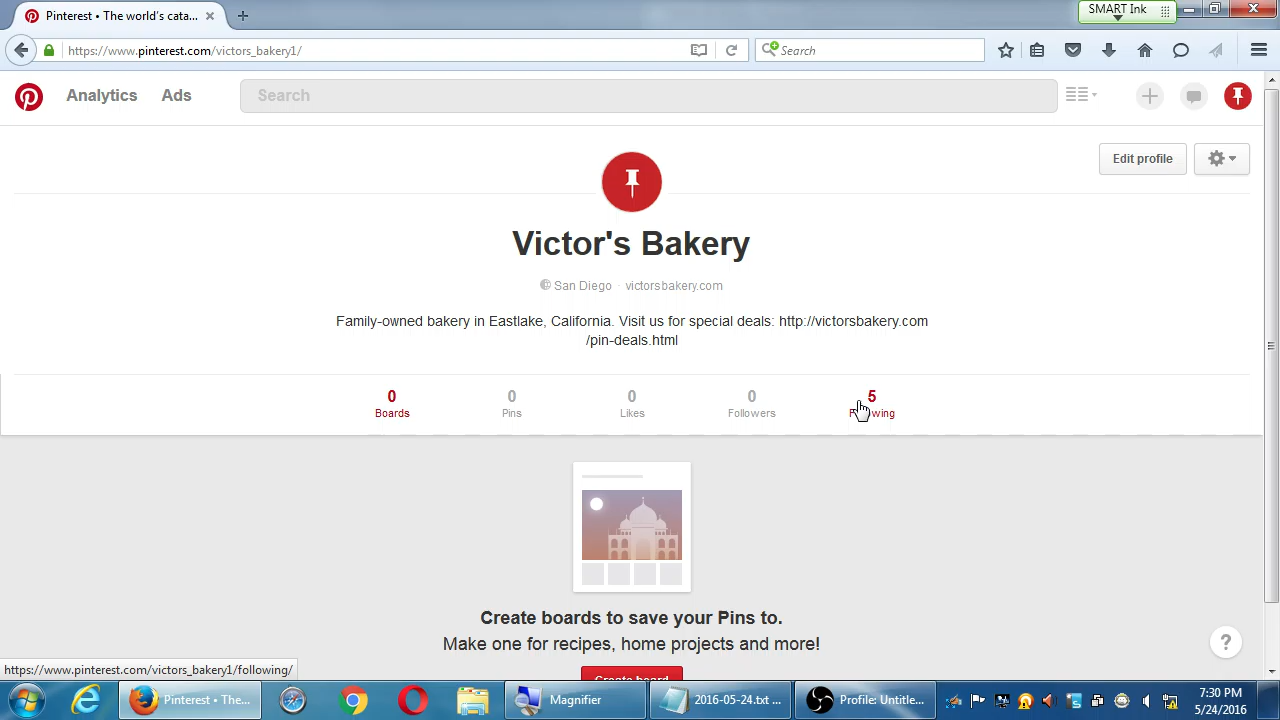 Pinterest • The world's cata...
SMART Ink
https://www.pinterest.com/victors_bakery1/
Search
Analytics
Ads
Search
Edit profile
Victor's Bakery
San Diego · victorsbakery.com
Family-owned bakery in Eastlake, California. Visit us for special deals: http://victorsbakery.com
/pin-deals.html
0
Boards
0
Pins
0
Likes
0
Followers
5
Following
Create boards to save your Pins to.
Make one for recipes, home projects and more!
Create board
?
https://www.pinterest.com/victors_bakery1/following/
Pinterest • The...
Magnifier
2016-05-24.txt ...
Profile: Untitle...
7:30 PM
5/24/2016